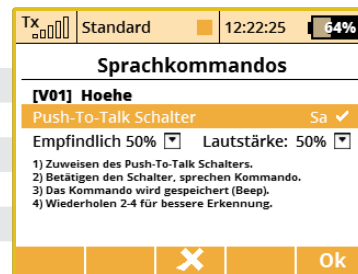 Tx Standard 12:22:25 64%
Sprachkommandos
[V01] Hoehe
Push-To-Talk Schalter Sa
Empfindlich 50% Lautstärke: 50%
1) Zuweisen des Push-To-Talk Schalters.
2) Betätigen den Schalter, sprechen Kommando.
3) Das Kommando wird gespeichert (Beep).
4) Wiederholen 2-4 für bessere Erkennung.
Ok